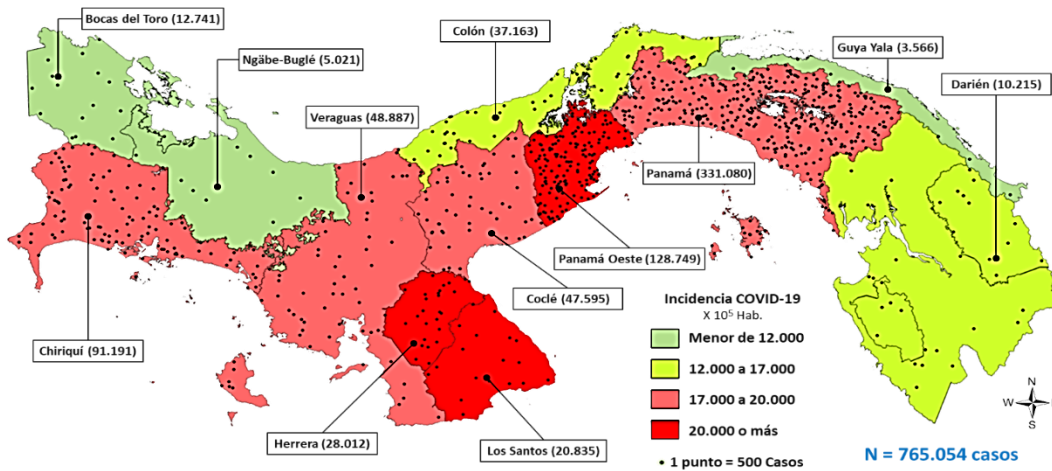 Bocas del Toro (12.741)
Ngäbe-Buglé (5.021)
Veraguas (48.887)
Colón (37.163)
Guya Yala (3.566)
Darién (10.215)
Panamá (331.080)
Panamá Oeste (128.749)
Coclé (47.595)
Chiriquí (91.191)
Herrera (28.012)
Los Santos (20.835)
Incidencia COVID-19
X 10⁵ Hab.
Menor de 12.000
12.000 a 17.000
17.000 a 20.000
20.000 o más
1 punto = 500 Casos
N
W E
S
N = 765.054 casos